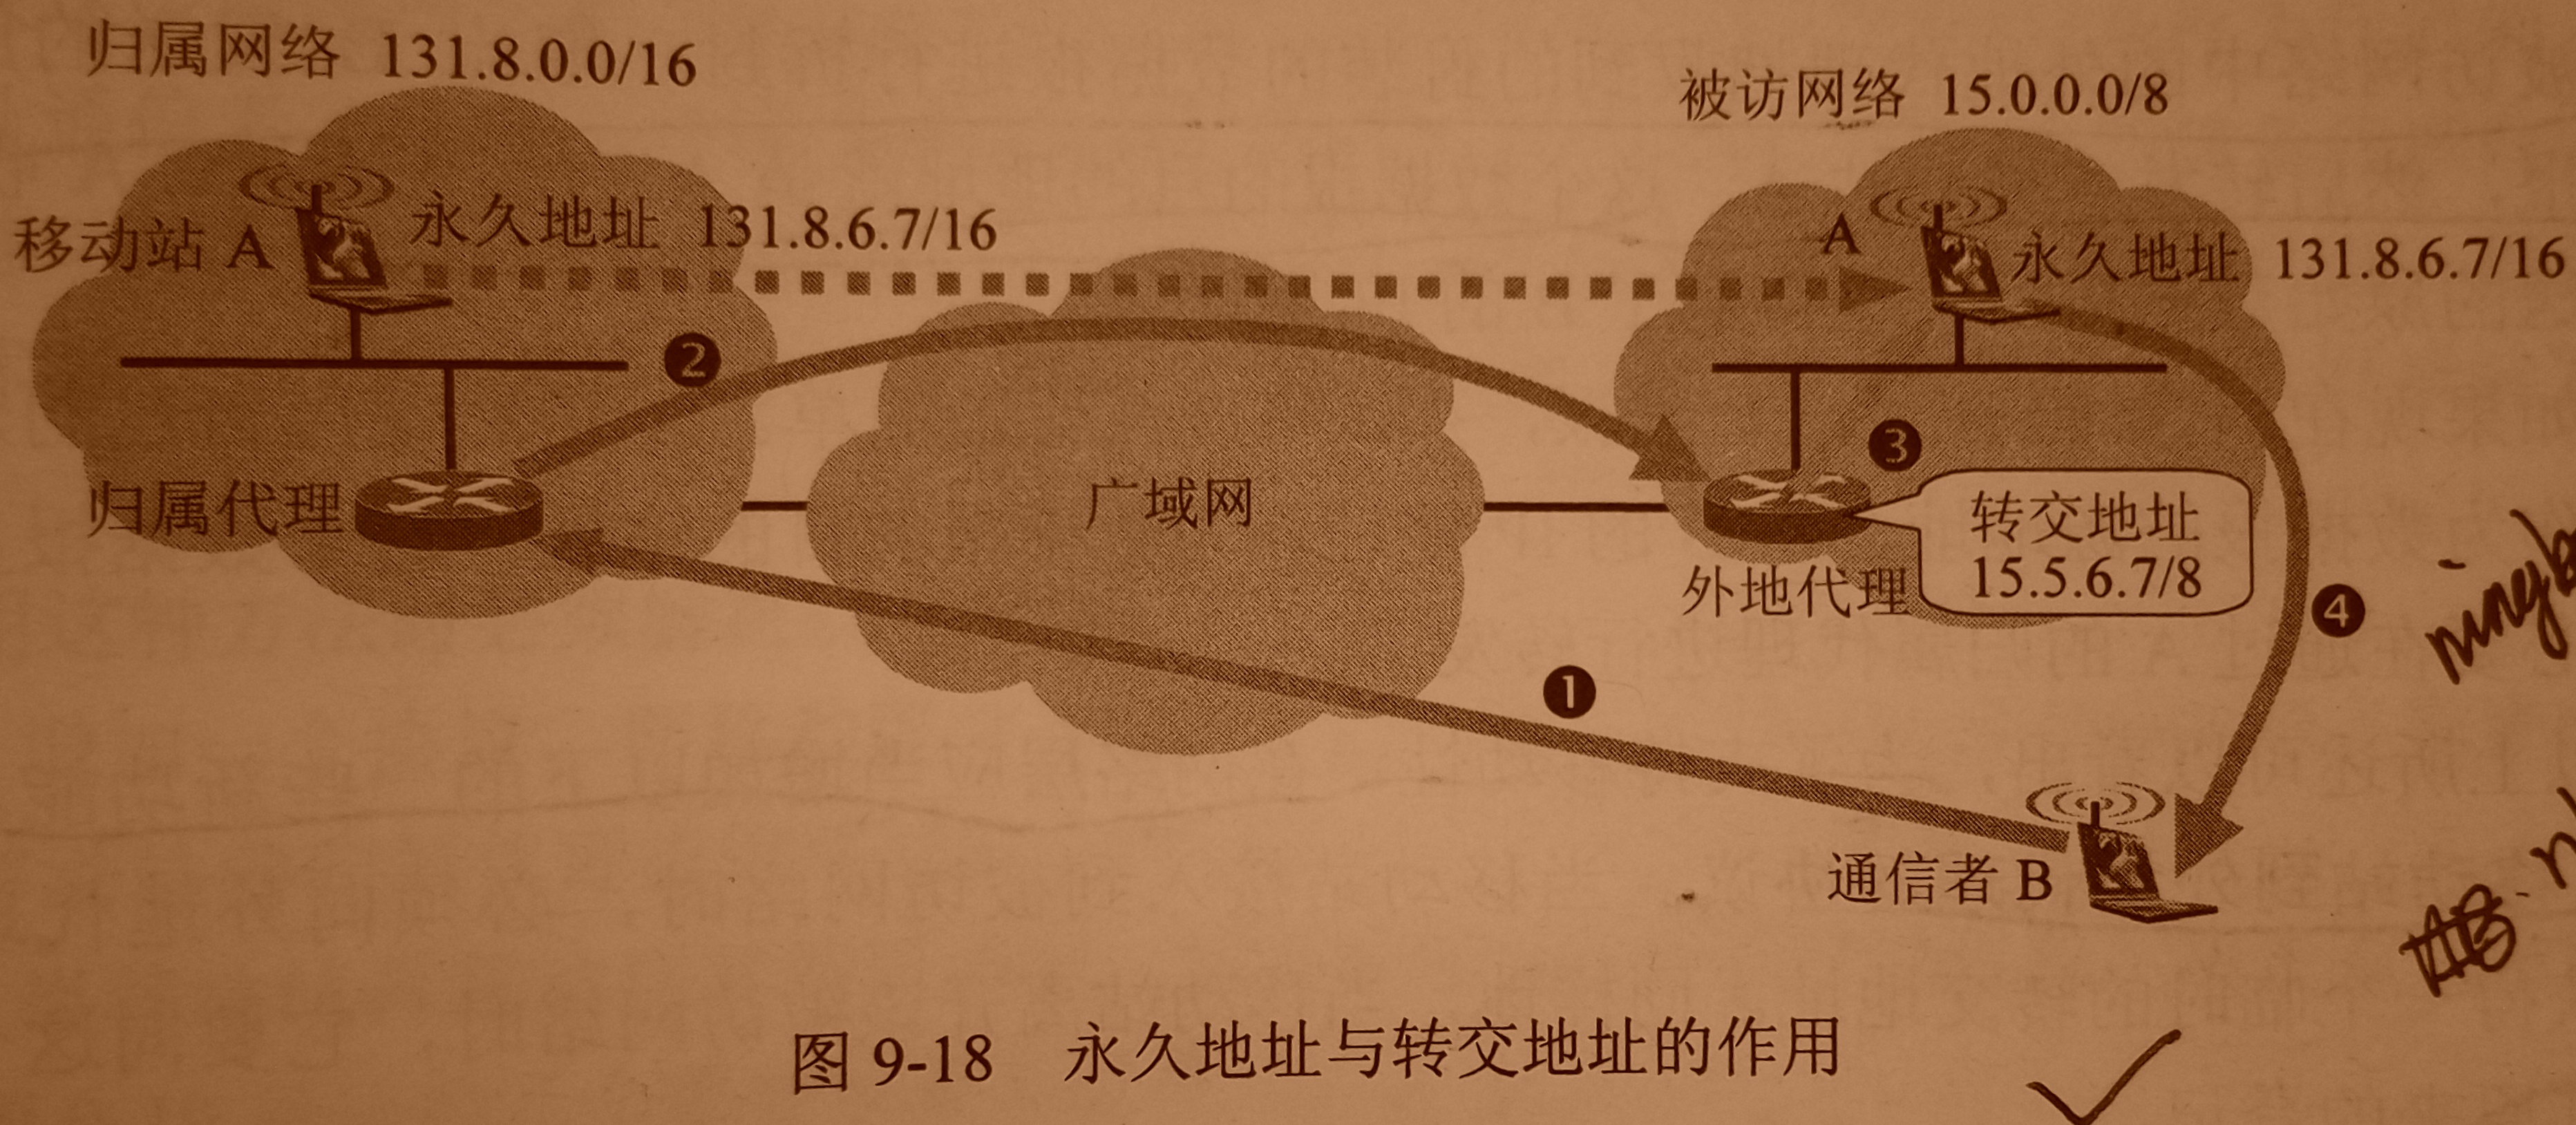 归属网络 131.8.0.0/16
被访网络 15.0.0.0/8
移动站 A
永久地址 131.8.6.7/16
A
永久地址 131.8.6.7/16
❷
归属代理
广域网
❸
转交地址
15.5.6.7/8
外地代理
❹
❶
通信者 B
图 9-18 永久地址与转交地址的作用